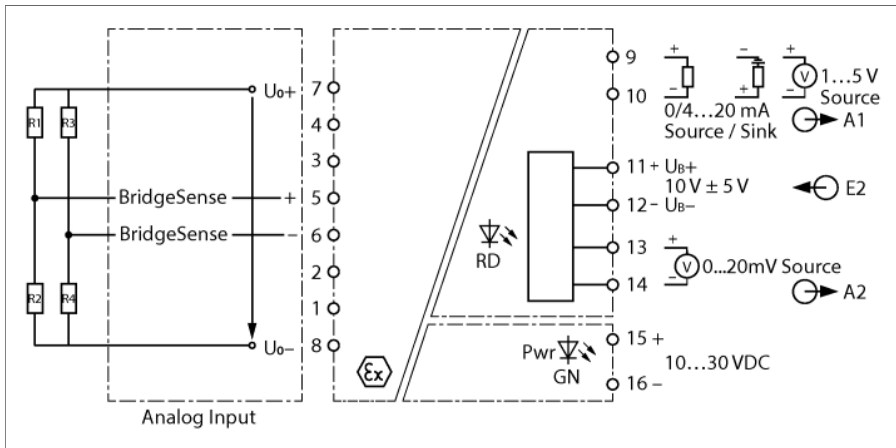 U₀+
7
R1
R3
4
3
BridgeSense
+
5
BridgeSense
−
6
R2
R4
2
1
U₀−
8
Analog Input
Ex
RD
Pwr
GN
9
+
−
+
1…5 V
10
−
+
−
V
Source
0/4…20 mA
Source / Sink
A1
11 + UB+
10 V ± 5 V
E2
12 − UB−
13
+
V
0...20mV Source
14
−
A2
15 +
10…30 VDC
16 −